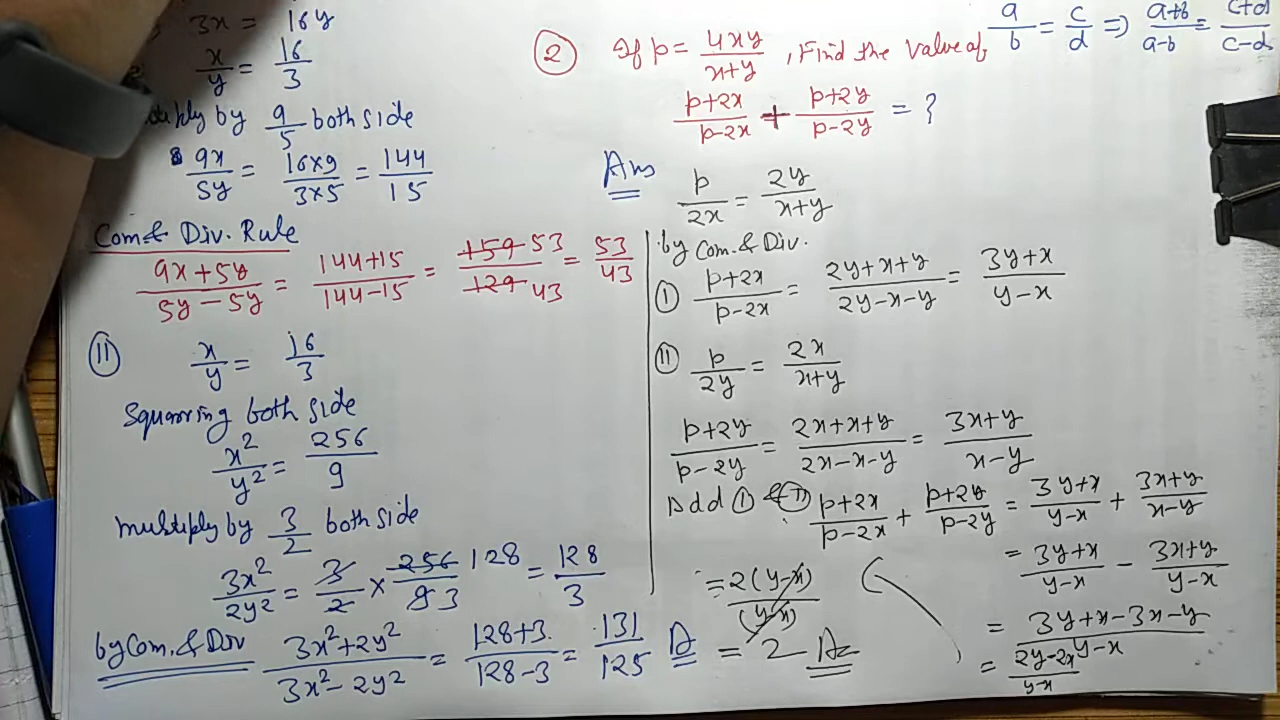 3x = 16y
x/y = 16/3
by 9/5 both side
9x/5y = 16×9/3×5 = 144/15
Com & Div. Rule
9x+5y/5y-5y = 144+15/144-15 = 159 53/129 43 = 53/43
(II) x/y = 16/3
Squarring both side
x²/y² = 256/9
multiply by 3/2 both side
3x²/2y² = 3/2 × 256 128/9 3 = 128/3
by Com. & Div 3x²+2y²/3x²-2y² = 128+3/128-3 = 131/125 A
a/b = c/d ⇒ a+b/a-b = c+d/c-d
(2) If p = 4xy/x+y , Find the value of
p+2x/p-2x + p+2y/p-2y = ?
Ans p/2x = 2y/x+y
by Com. & Div.
(I) p+2x/p-2x = 2y+x+y/2y-x-y = 3y+x/y-x
(II) p/2y = 2x/x+y
p+2y/p-2y = 2x+x+y/2x-x-y = 3x+y/x-y
Add (I) & (II) p+2x/p-2x + p+2y/p-2y = 3y+x/y-x + 3x+y/x-y
= 3y+x/y-x - 3x+y/y-x
= 3y+x-3x-y/y-x
= 2y-2x/y-x
= 2(y-x)/(y-x)
= 2 A